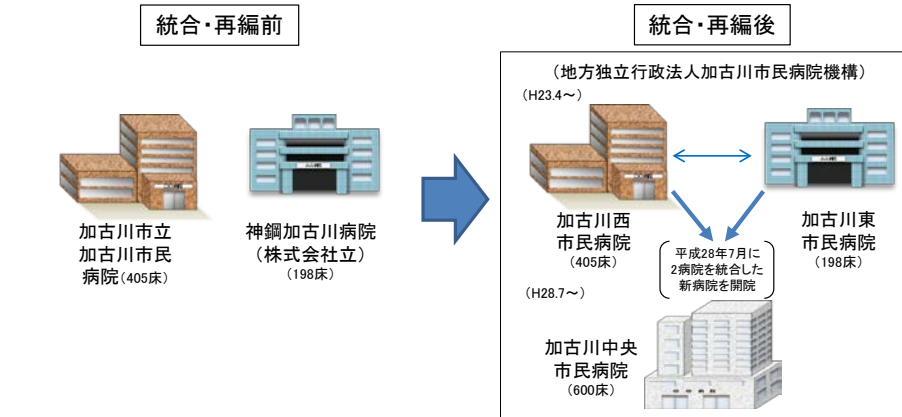 統合・再編前
加古川市立
加古川市民
病院(405床)
神鋼加古川病院
(株式会社立)
(198床)
統合・再編後
(地方独立行政法人加古川市民病院機構)
(H23.4~)
加古川西
市民病院
(405床)
加古川東
市民病院
(198床)
平成28年7月に
2病院を統合した
新病院を開院
(H28.7~)
加古川中央
市民病院
(600床)